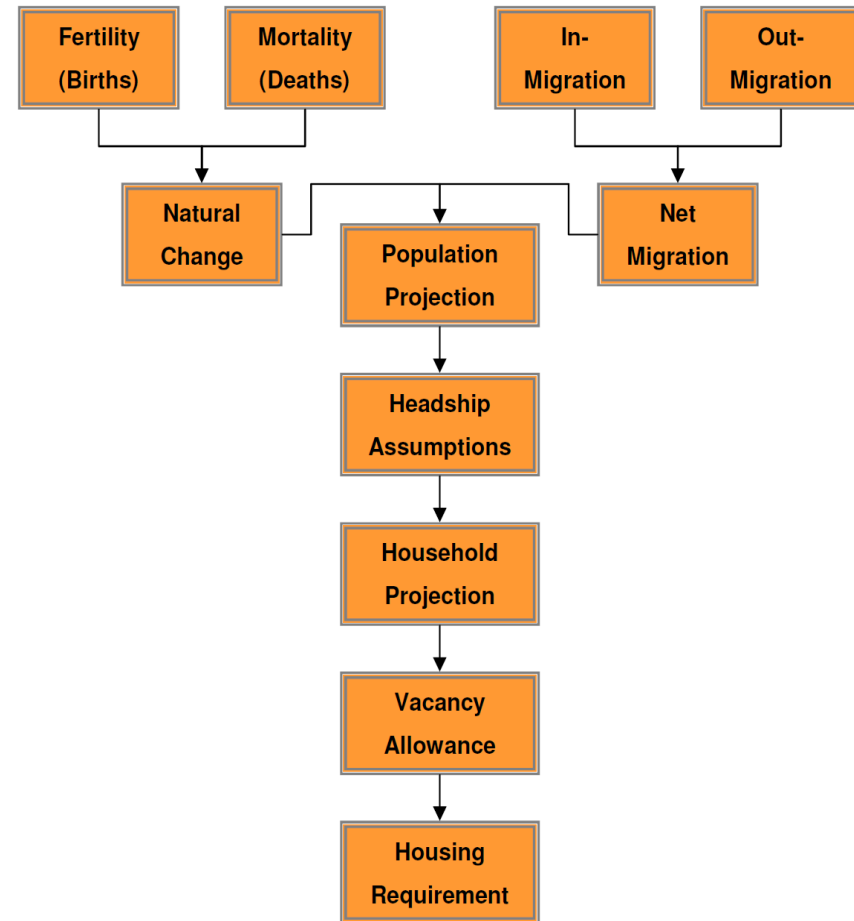 Fertility
(Births)
Mortality
(Deaths)
In-
Migration
Out-
Migration
Natural
Change
Net
Migration
Population
Projection
Headship
Assumptions
Household
Projection
Vacancy
Allowance
Housing
Requirement